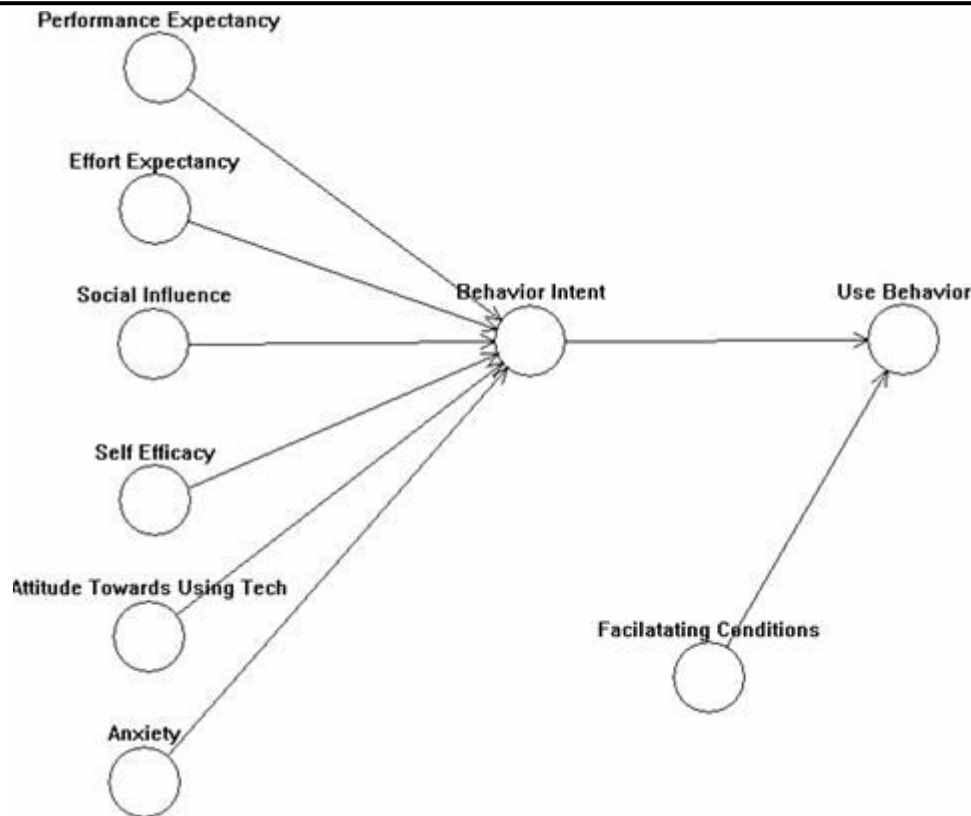 Performance Expectancy
Effort Expectancy
Social Influence
Behavior Intent
Use Behavior
Self Efficacy
Attitude Towards Using Tech
Facilatating Conditions
Anxiety